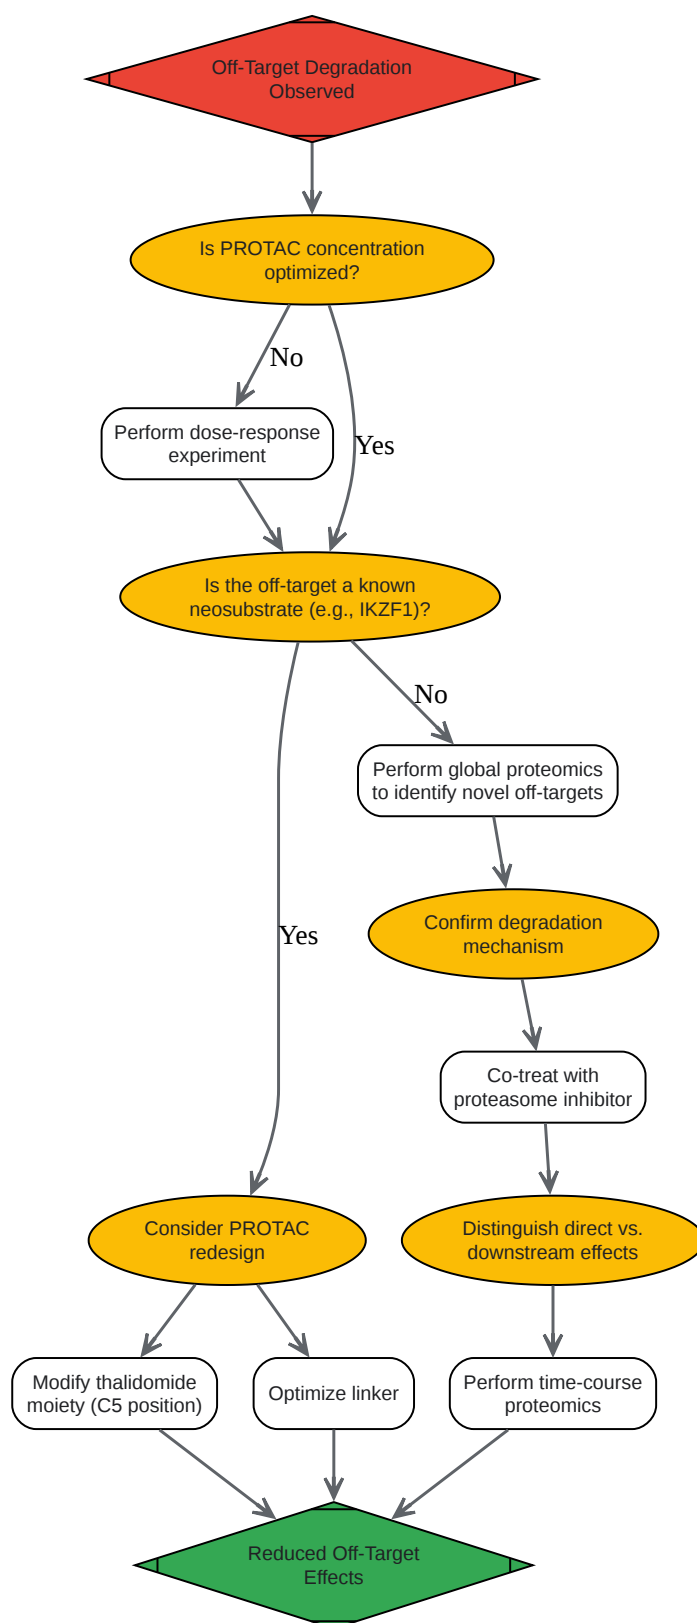 Off-Target Degradation
Observed
Is PROTAC concentration
optimized?
No
Perform dose-response
experiment
Yes
Is the off-target a known
neosubstrate (e.g., IKZF1)?
No
Perform global proteomics
to identify novel off-targets
Confirm degradation
mechanism
Yes
Co-treat with
proteasome inhibitor
Consider PROTAC
redesign
Distinguish direct vs.
downstream effects
Modify thalidomide
moiety (C5 position)
Optimize linker
Perform time-course
proteomics
Reduced Off-Target
Effects